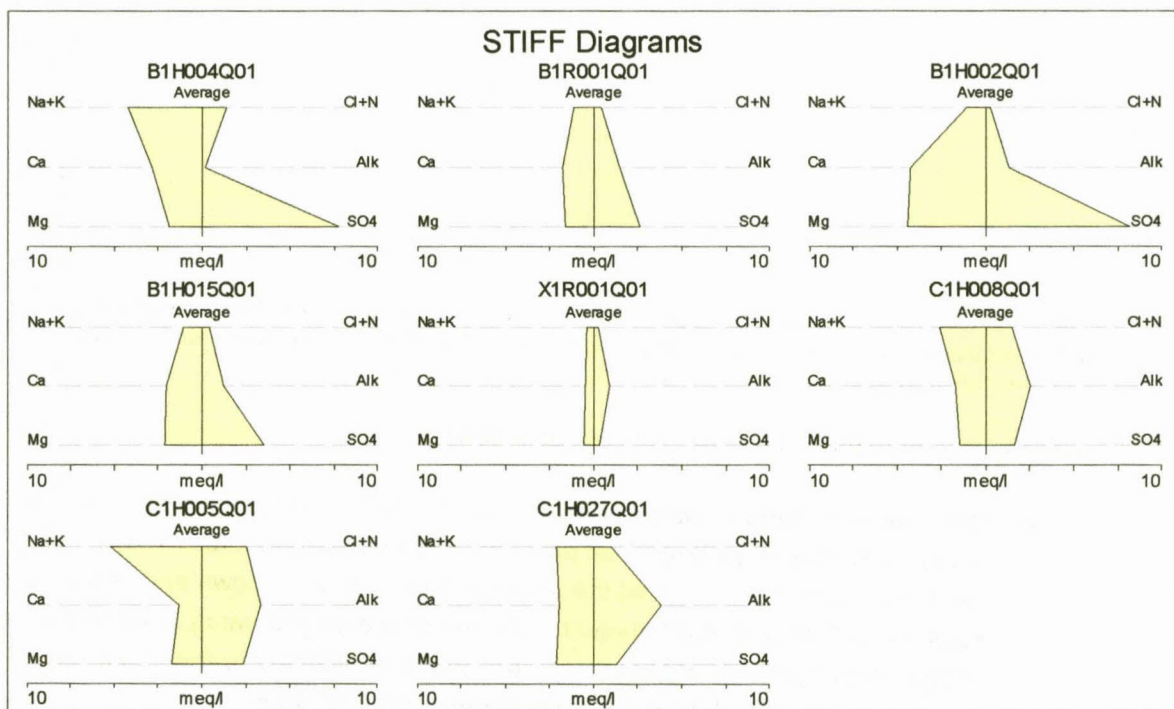 STIFF Diagrams
B1H004Q01
Average
Na+K Cl+N
Ca Alk
Mg SO4
10 meq/l 10
B1R001Q01
Average
Na+K Cl+N
Ca Alk
Mg SO4
10 meq/l 10
B1H002Q01
Average
Na+K Cl+N
Ca Alk
Mg SO4
10 meq/l 10
B1H015Q01
Average
Na+K Cl+N
Ca Alk
Mg SO4
10 meq/l 10
X1R001Q01
Average
Na+K Cl+N
Ca Alk
Mg SO4
10 meq/l 10
C1H008Q01
Average
Na+K Cl+N
Ca Alk
Mg SO4
10 meq/l 10
C1H005Q01
Average
Na+K Cl+N
Ca Alk
Mg SO4
10 meq/l 10
C1H027Q01
Average
Na+K Cl+N
Ca Alk
Mg SO4
10 meq/l 10